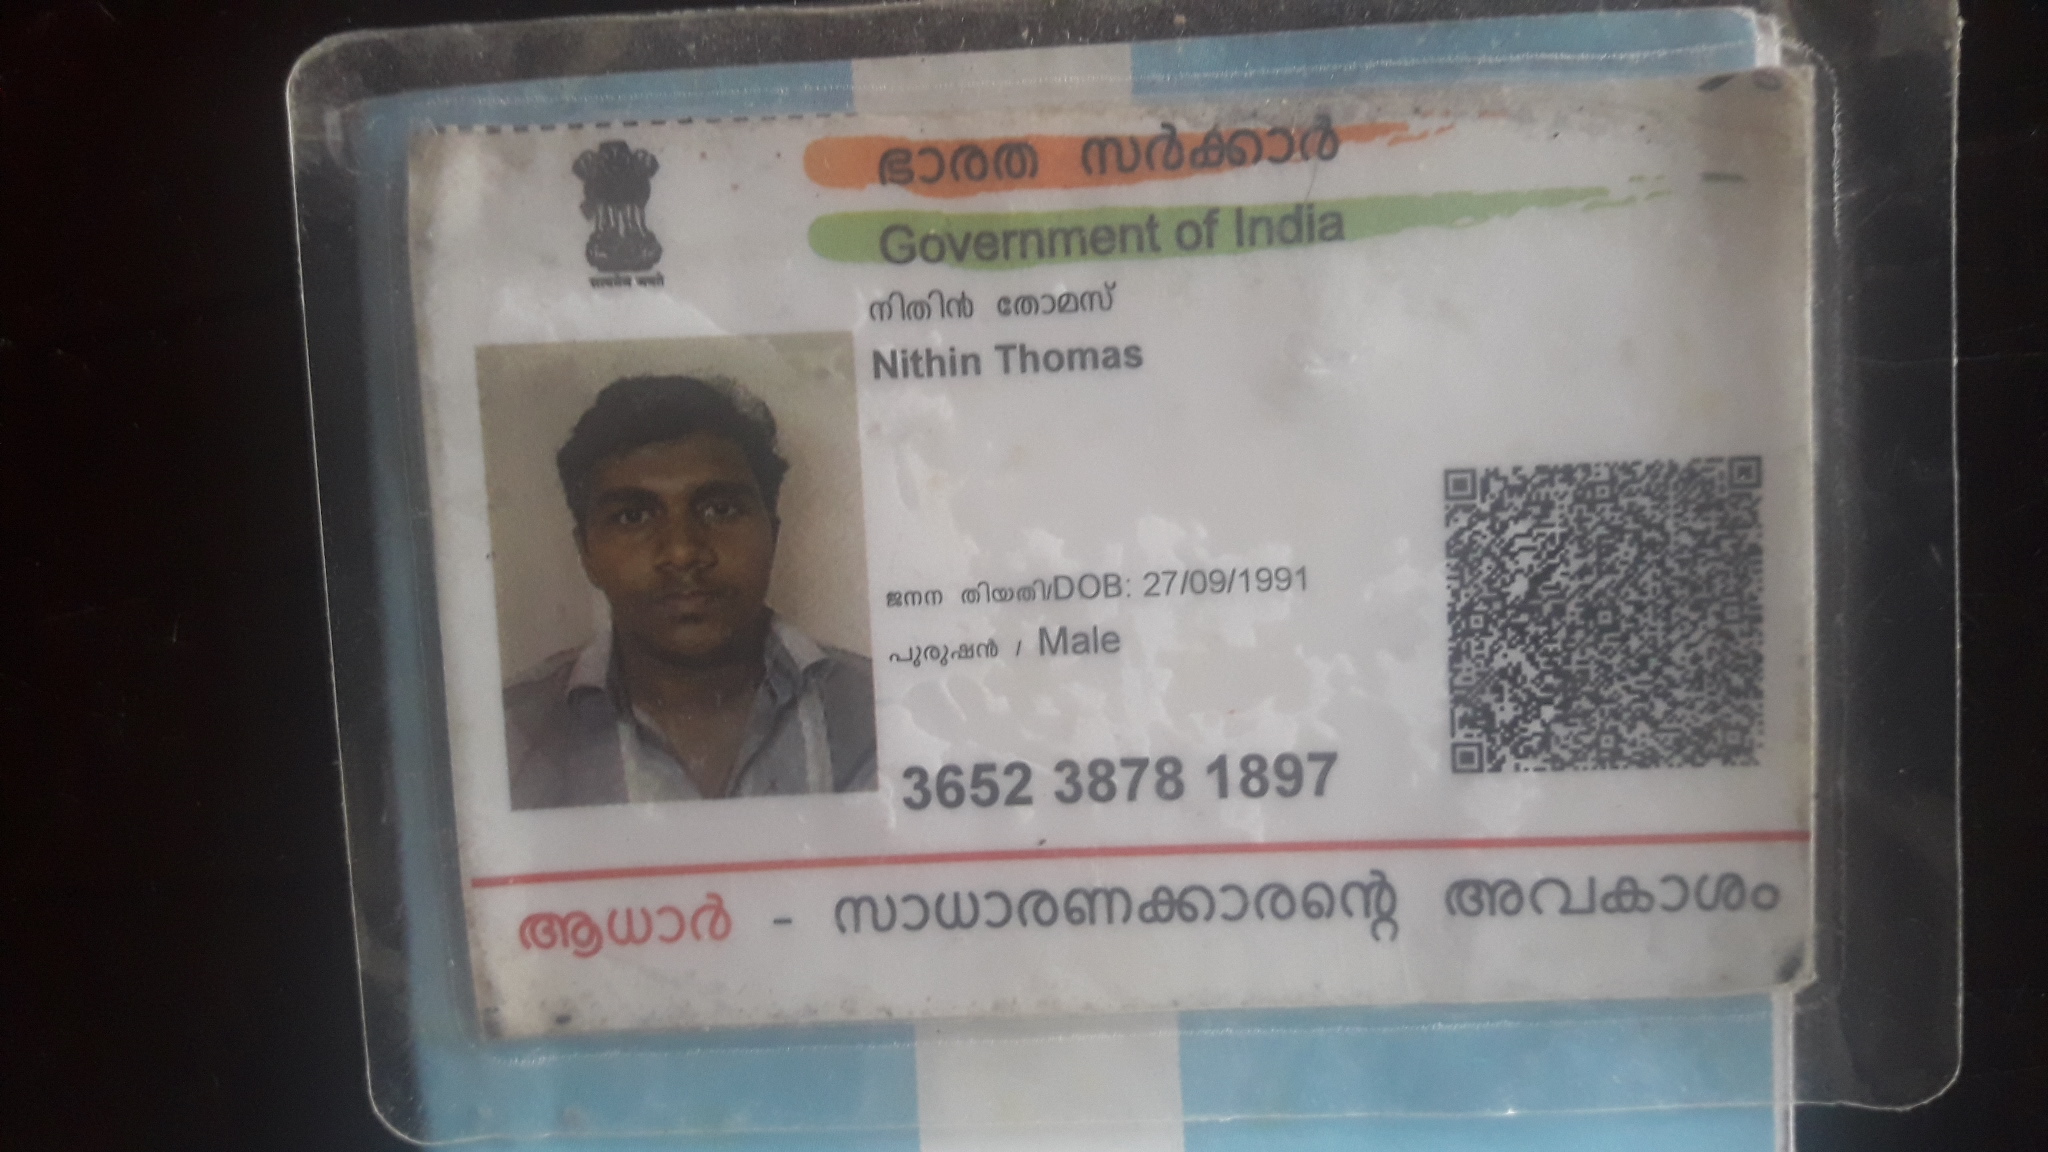 ഭാരത സർക്കാർ
Government of India
सत्यमेव जयते
നിതിൻ തോമസ്
Nithin Thomas
ജനന തിയതി/DOB: 27/09/1991
പുരുഷൻ / Male
3652 3878 1897
ആധാർ - സാധാരണക്കാരന്റെ അവകാശം